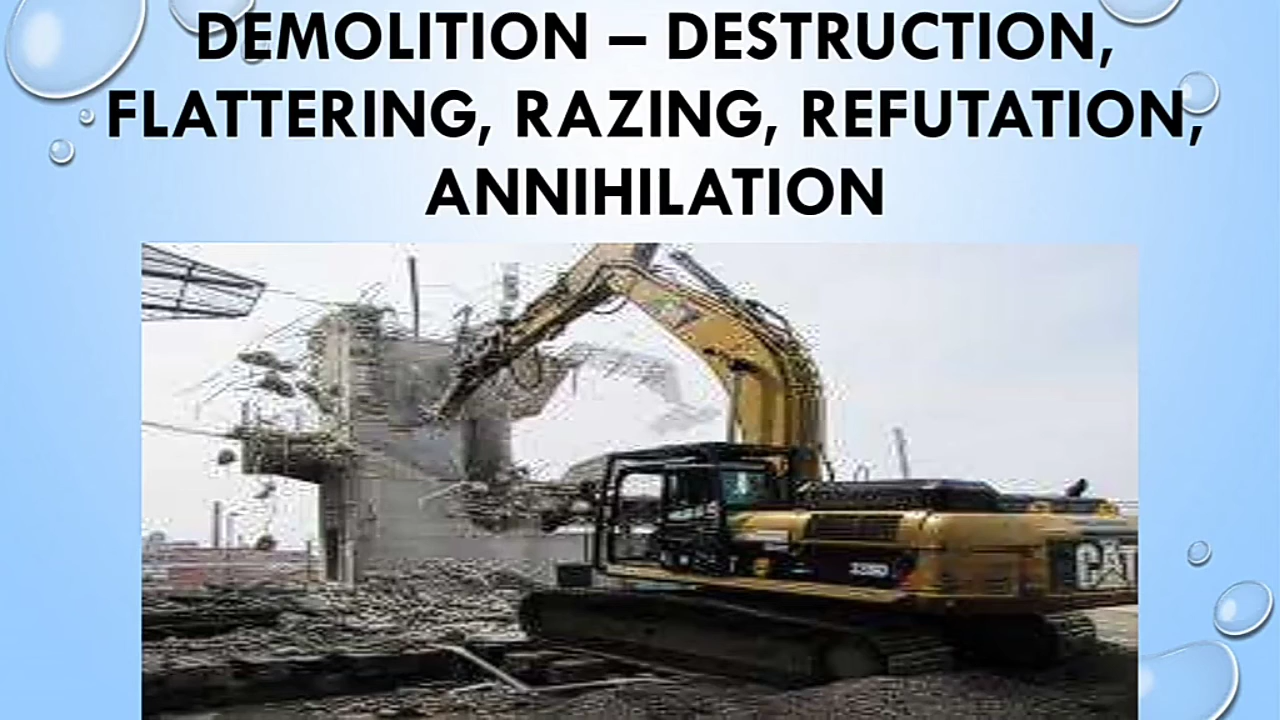 DEMOLITION – DESTRUCTION,
FLATTERING, RAZING, REFUTATION,
ANNIHILATION
CAT